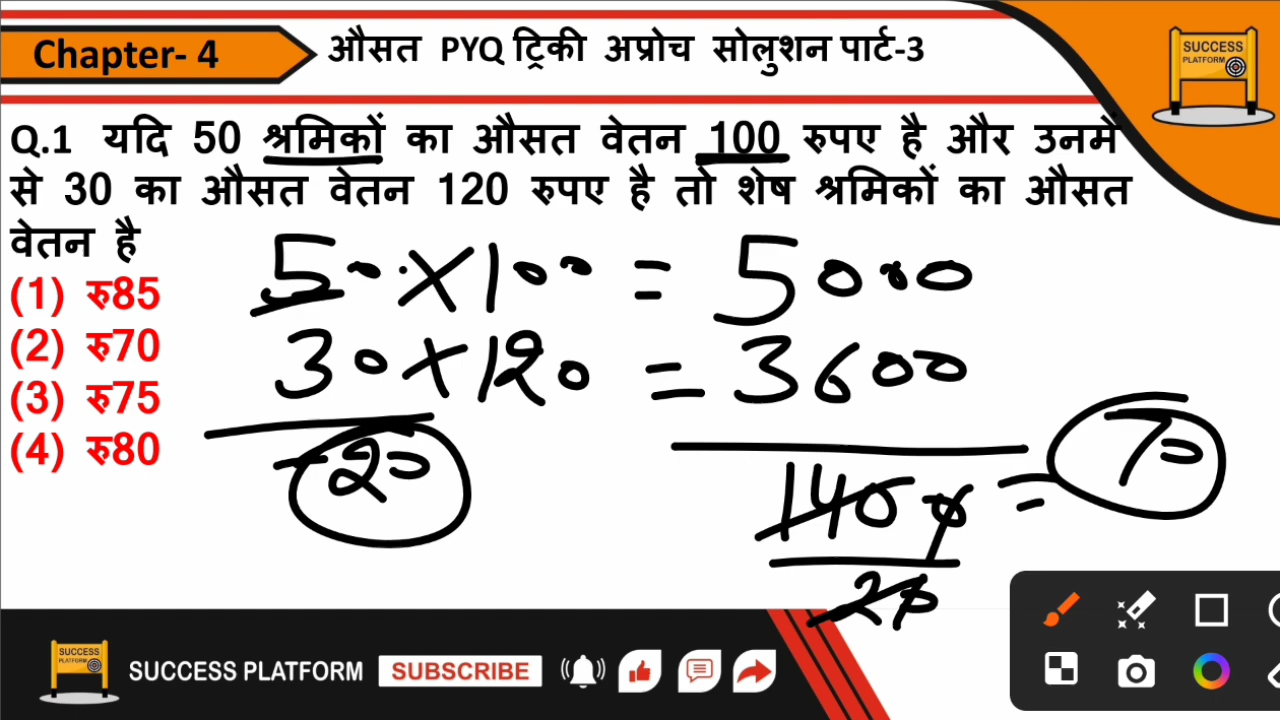 Chapter- 4
औसत PYQ ट्रिकी अप्रोच सोलुशन पार्ट-3
SUCCESS
PLATFORM
Q.1 यदि 50 श्रमिकों का औसत वेतन 100 रुपए है और उनमें
से 30 का औसत वेतन 120 रुपए है तो शेष श्रमिकों का औसत
वेतन है
(1) रु85
(2) रु70
(3) रु75
(4) रु80
50 × 100 = 5000
30 × 120 = 3600
20
1400 = 70
20
SUCCESS
PLATFORM
SUCCESS PLATFORM
SUBSCRIBE